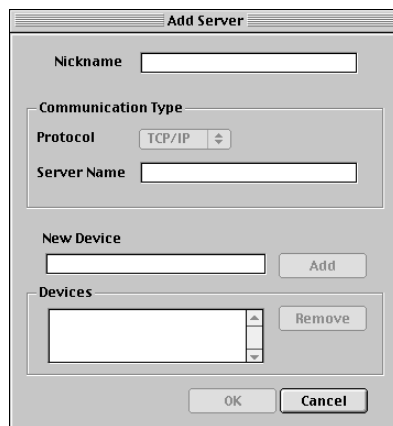 Add Server
Nickname
Communication Type
Protocol TCP/IP
Server Name
New Device
Add
Devices
Remove
OK Cancel